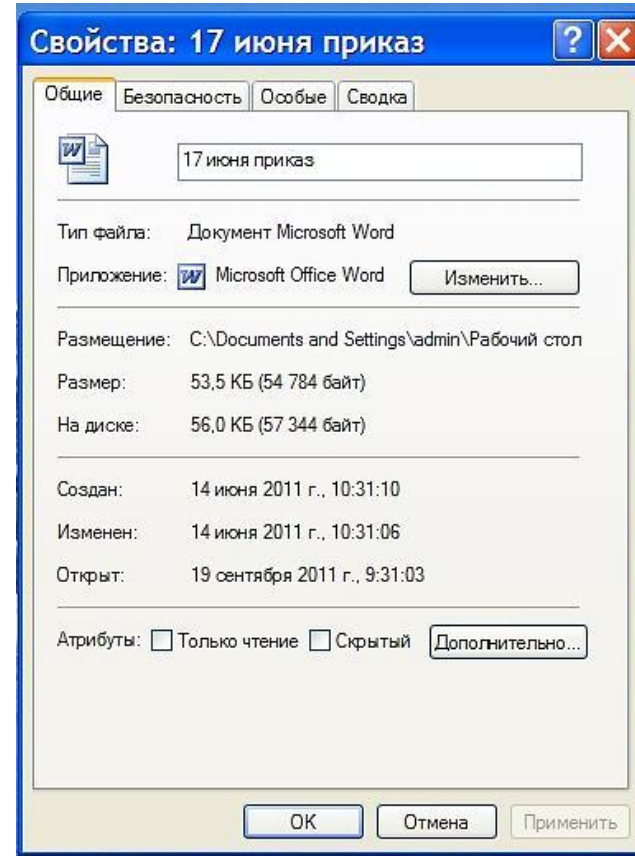 Свойства: 17 июня приказ
Общие Безопасность Особые Сводка
17 июня приказ
Тип файла: Документ Microsoft Word
Приложение: Microsoft Office Word Изменить...
Размещение: C:\Documents and Settings\admin\Рабочий стол
Размер: 53,5 КБ (54 784 байт)
На диске: 56,0 КБ (57 344 байт)
Создан: 14 июня 2011 г., 10:31:10
Изменен: 14 июня 2011 г., 10:31:06
Открыт: 19 сентября 2011 г., 9:31:03
Атрибуты: Только чтение Скрытый Дополнительно...
ОК Отмена Применить